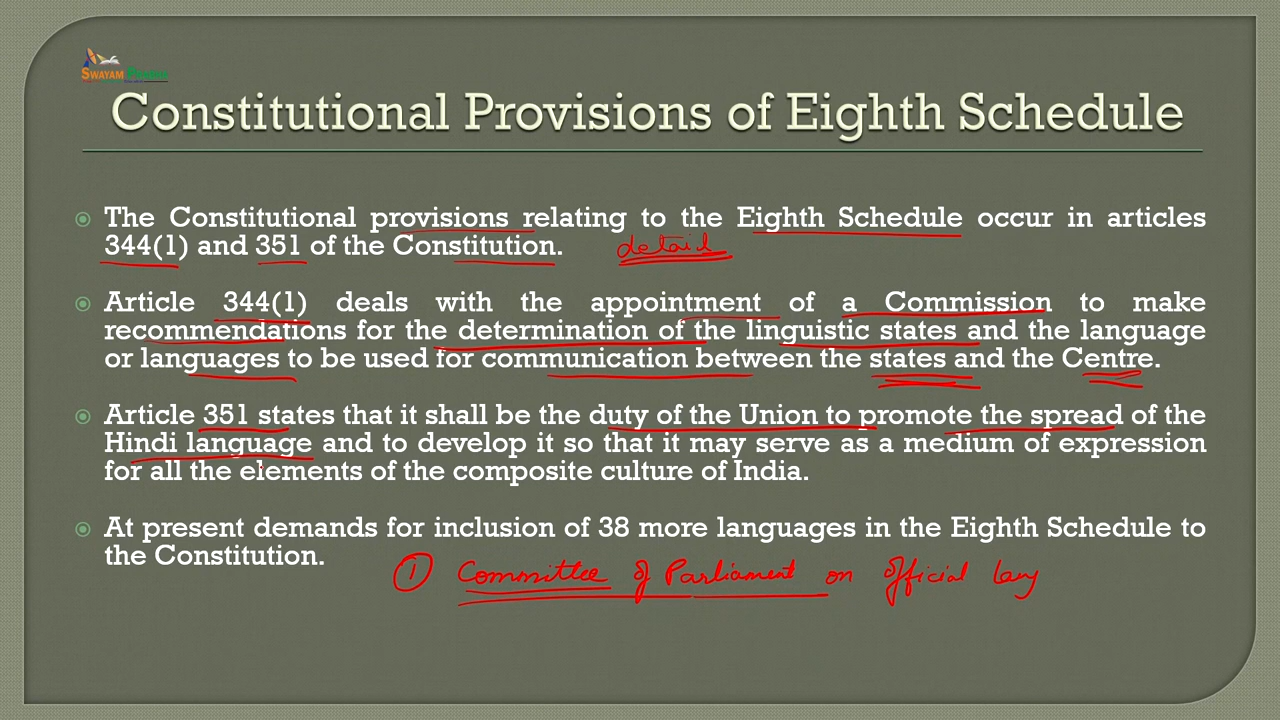 SWAYAM Prabha
Constitutional Provisions of Eighth Schedule
The Constitutional provisions relating to the Eighth Schedule occur in articles
344(1) and 351 of the Constitution. detail
Article 344(1) deals with the appointment of a Commission to make
recommendations for the determination of the linguistic states and the language
or languages to be used for communication between the states and the Centre.
Article 351 states that it shall be the duty of the Union to promote the spread of the
Hindi language and to develop it so that it may serve as a medium of expression
for all the elements of the composite culture of India.
At present demands for inclusion of 38 more languages in the Eighth Schedule to
the Constitution.
① Committee of Parliament on official lang